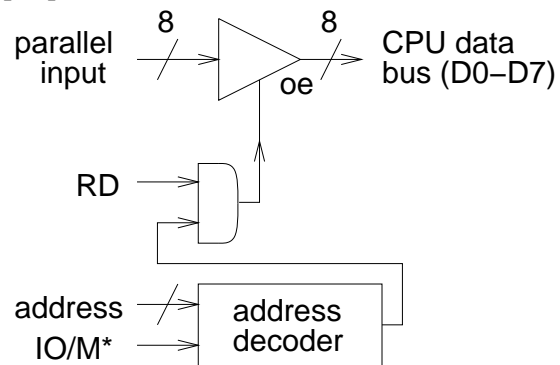 8
8
parallel
input
CPU data
bus (D0−D7)
oe
RD
address
IO/M*
address
decoder